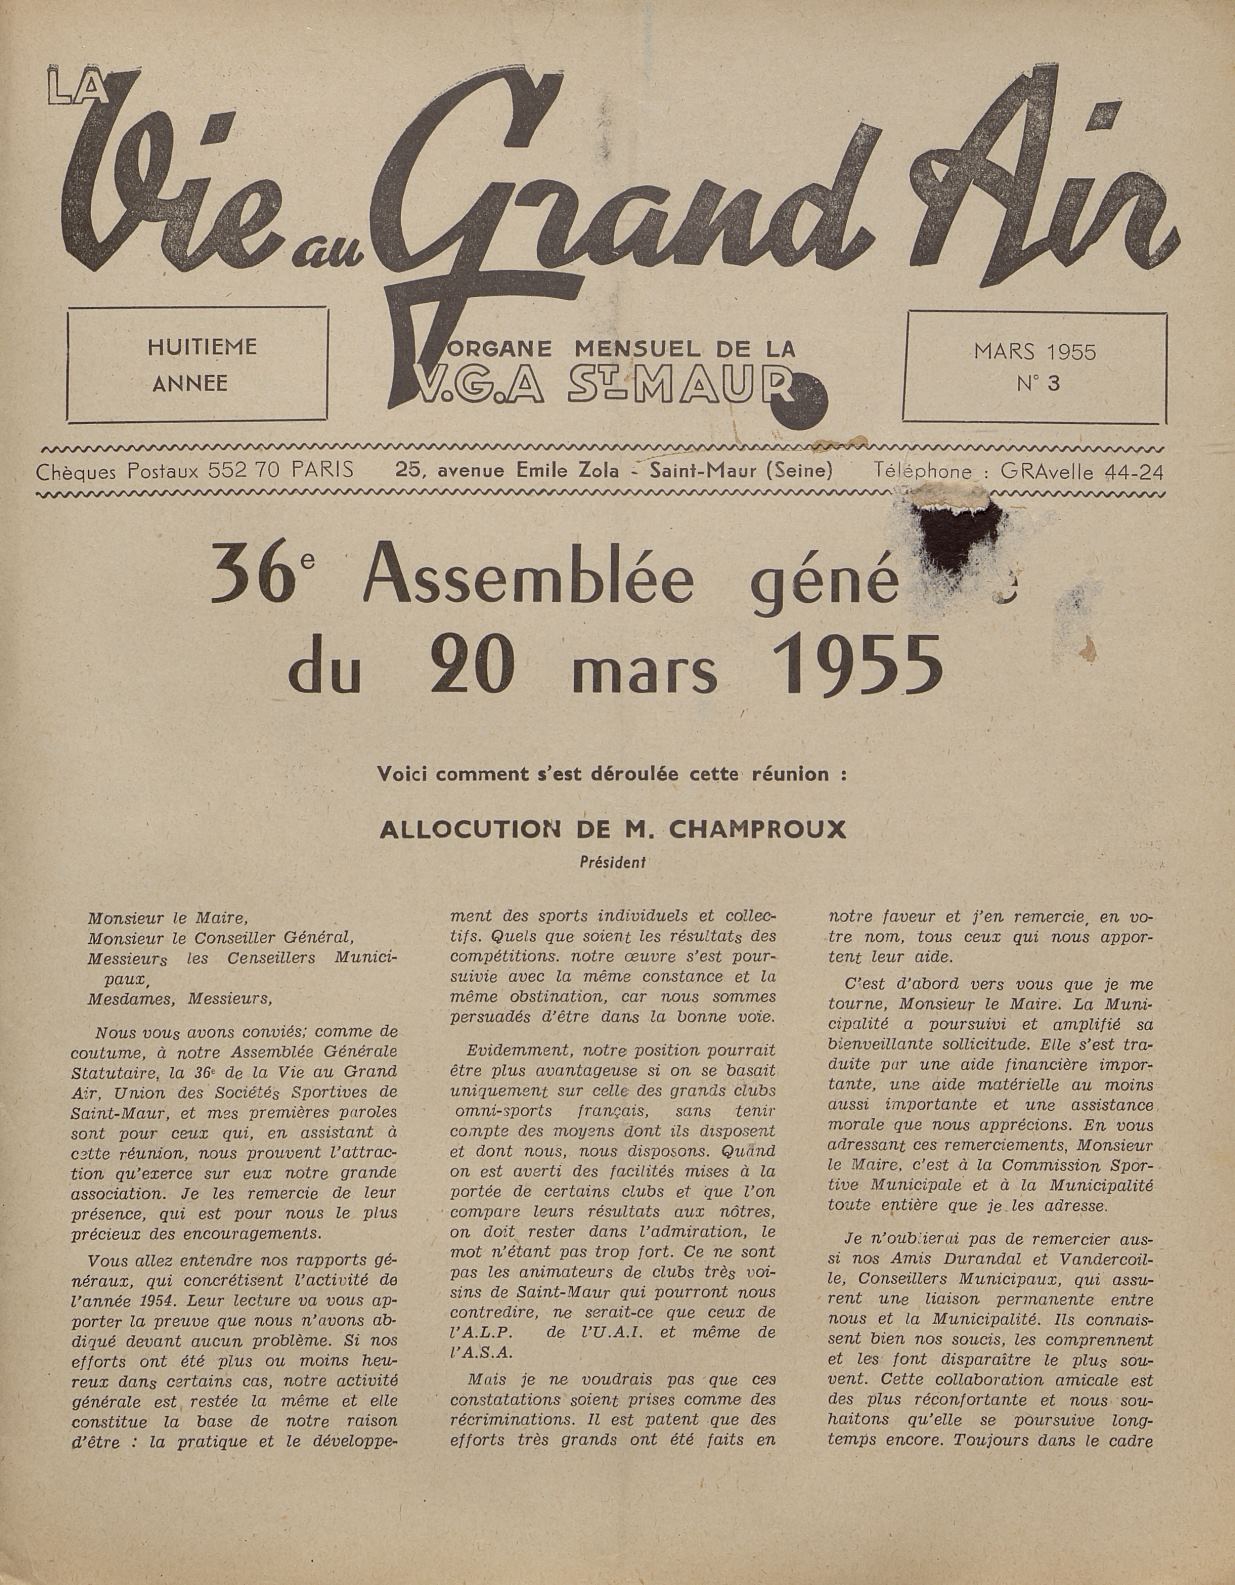 LA
Vie au Grand Air
HUITIEME
ANNEE
ORGANE MENSUEL DE LA
V.G.A ST-MAUR
MARS 1955
N° 3
Chèques Postaux 552 70 PARIS 25, avenue Emile Zola - Saint-Maur (Seine) Téléphone : GRAvelle 44-24
36e Assemblée géné
du 20 mars 1955
Voici comment s'est déroulée cette réunion :
ALLOCUTION DE M. CHAMPROUX
Président
Monsieur le Maire,
Monsieur le Conseiller Général,
Messieurs les Censeillers Munici-
paux,
Mesdames, Messieurs,
Nous vous avons conviés; comme de
coutume, à notre Assemblée Générale
Statutaire, la 36e de la Vie au Grand
Air, Union des Sociétés Sportives de
Saint-Maur, et mes premières paroles
sont pour ceux qui, en assistant à
cette réunion, nous prouvent l'attrac-
tion qu'exerce sur eux notre grande
association. Je les remercie de leur
présence, qui est pour nous le plus
précieux des encouragements.
Vous allez entendre nos rapports gé-
néraux, qui concrétisent l'activité de
l'année 1954. Leur lecture va vous ap-
porter la preuve que nous n'avons ab-
diqué devant aucun problème. Si nos
efforts ont été plus ou moins heu-
reux dans certains cas, notre activité
générale est restée la même et elle
constitue la base de notre raison
d'être : la pratique et le développe-
ment des sports individuels et collec-
tifs. Quels que soient les résultats des
compétitions. notre œuvre s'est pour-
suivie avec la même constance et la
même obstination, car nous sommes
persuadés d'être dans la bonne voie.
Evidemment, notre position pourrait
être plus avantageuse si on se basait
uniquement sur celle des grands clubs
omni-sports français, sans tenir
compte des moyens dont ils disposent
et dont nous, nous disposons. Quand
on est averti des facilités mises à la
portée de certains clubs et que l'on
compare leurs résultats aux nôtres,
on doit rester dans l'admiration, le
mot n'étant pas trop fort. Ce ne sont
pas les animateurs de clubs très voi-
sins de Saint-Maur qui pourront nous
contredire, ne serait-ce que ceux de
l'A.L.P. de l'U.A.I. et même de
l'A.S.A.
Mais je ne voudrais pas que ces
constatations soient prises comme des
récriminations. Il est patent que des
efforts très grands ont été faits en
notre faveur et j'en remercie, en vo-
tre nom, tous ceux qui nous appor-
tent leur aide.
C'est d'abord vers vous que je me
tourne, Monsieur le Maire. La Muni-
cipalité a poursuivi et amplifié sa
bienveillante sollicitude. Elle s'est tra-
duite par une aide financière impor-
tante, une aide matérielle au moins
aussi importante et une assistance
morale que nous apprécions. En vous
adressant ces remerciements, Monsieur
le Maire, c'est à la Commission Spor-
tive Municipale et à la Municipalité
toute entière que je les adresse.
Je n'oublierai pas de remercier aus-
si nos Amis Durandal et Vandercoil-
le, Conseillers Municipaux, qui assu-
rent une liaison permanente entre
nous et la Municipalité. Ils connais-
sent bien nos soucis, les comprennent
et les font disparaître le plus sou-
vent. Cette collaboration amicale est
des plus réconfortante et nous sou-
haitons qu'elle se poursuive long-
temps encore. Toujours dans le cadre